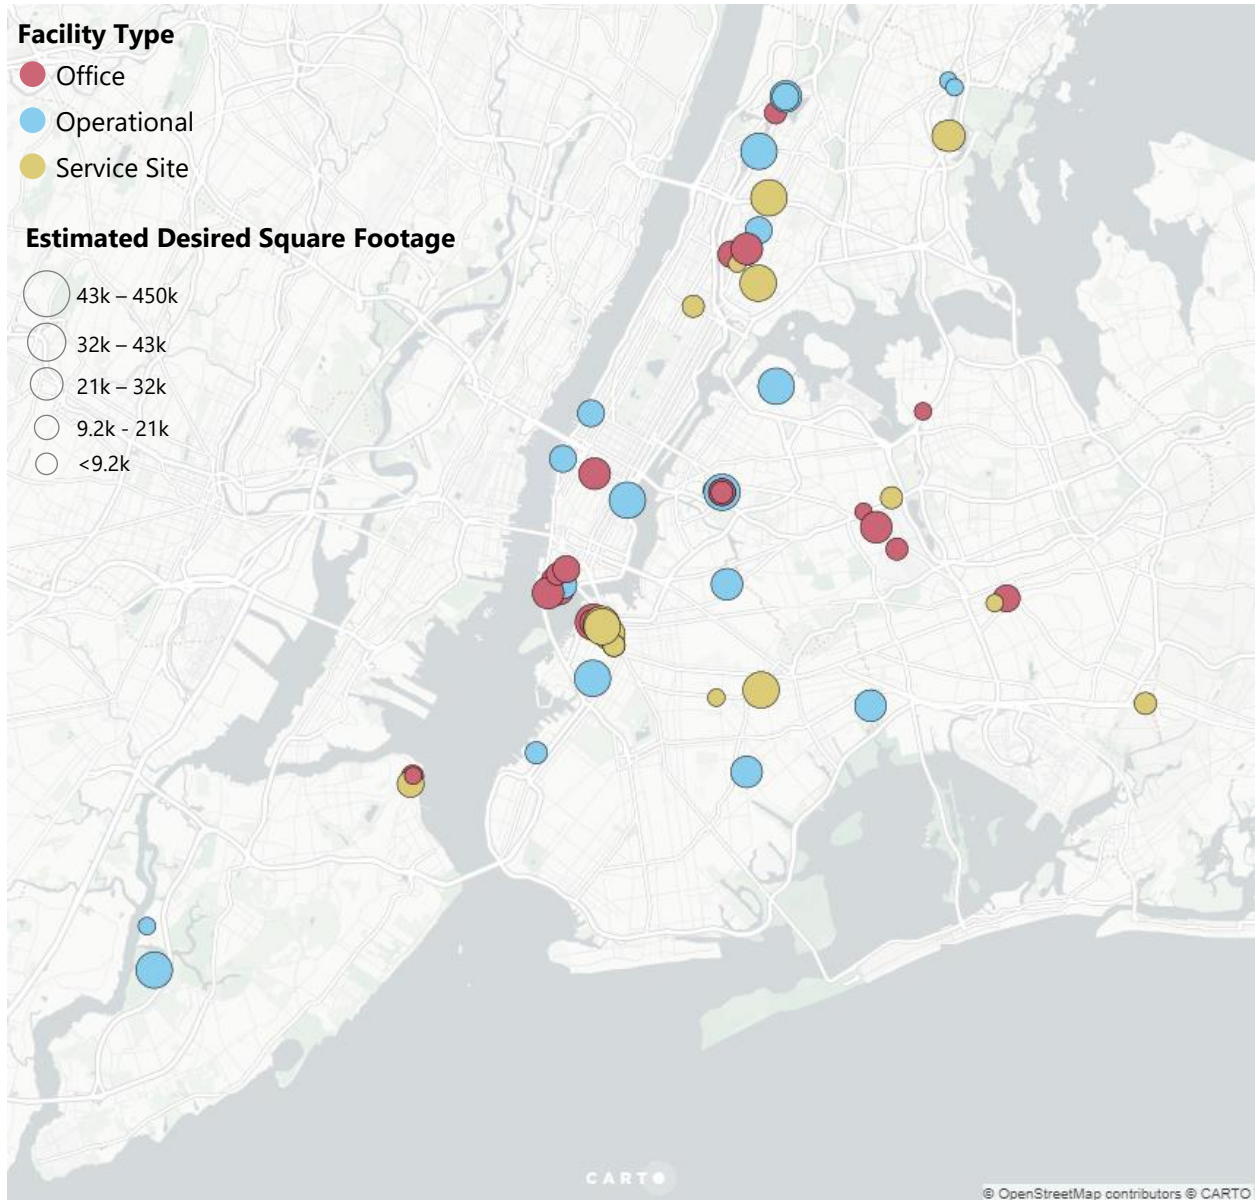 Facility Type
Office
Operational
Service Site
Estimated Desired Square Footage
43k – 450k
32k – 43k
21k – 32k
9.2k - 21k
<9.2k
CARTO
© OpenStreetMap contributors © CARTO